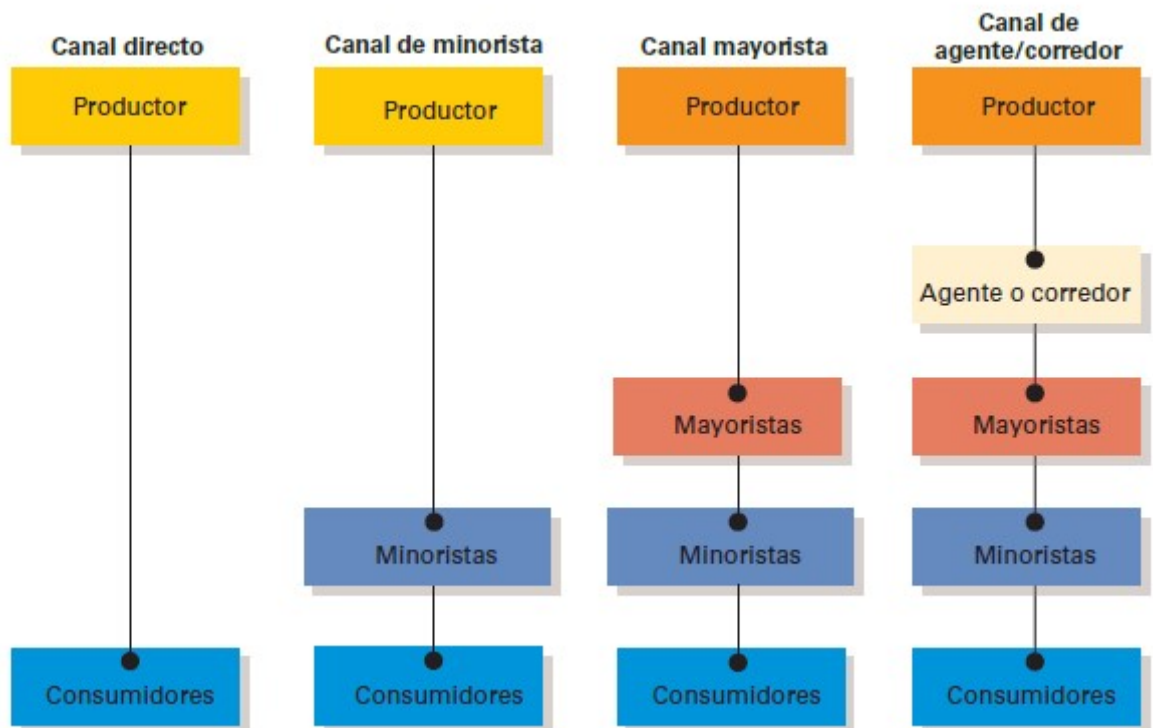 Canal directo
Canal de minorista
Canal mayorista
Canal de
agente/corredor
Productor
Productor
Productor
Productor
Agente o corredor
Mayoristas
Mayoristas
Minoristas
Minoristas
Minoristas
Consumidores
Consumidores
Consumidores
Consumidores